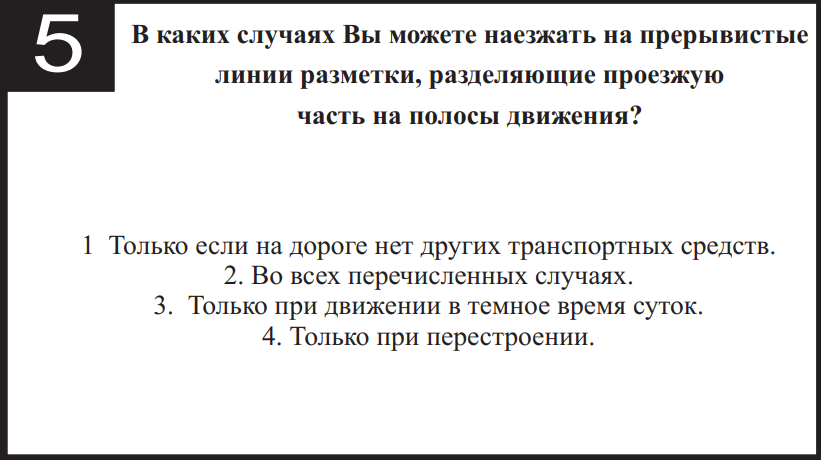 5
В каких случаях Вы можете наезжать на прерывистые
линии разметки, разделяющие проезжую
часть на полосы движения?
1 Только если на дороге нет других транспортных средств.
2. Во всех перечисленных случаях.
3. Только при движении в темное время суток.
4. Только при перестроении.